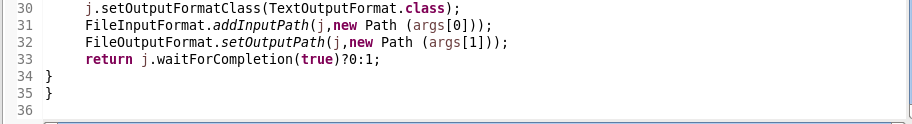 30 j.setOutputFormatClass(TextOutputFormat.class);
31 FileInputFormat.addInputPath(j,new Path (args[0]));
32 FileOutputFormat.setOutputPath(j,new Path (args[1]));
33 return j.waitForCompletion(true)?0:1;
34 }
35 }
36